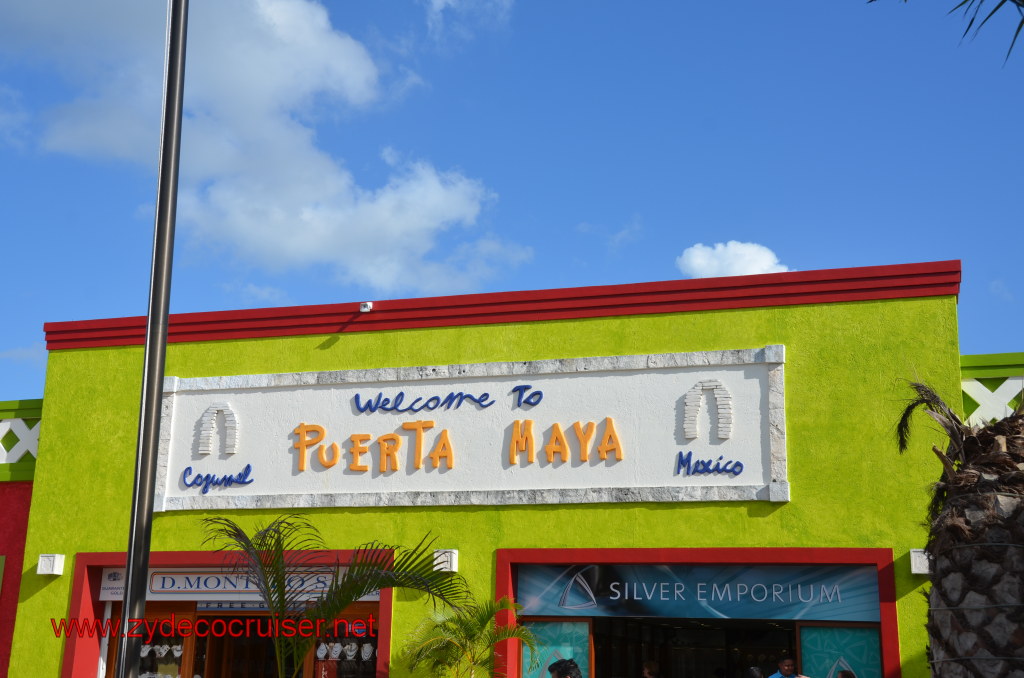 Welcome To
PUERTA MAYA
Cozumel
Mexico
SILVER EMPORIUM
www.zydecocruiser.net